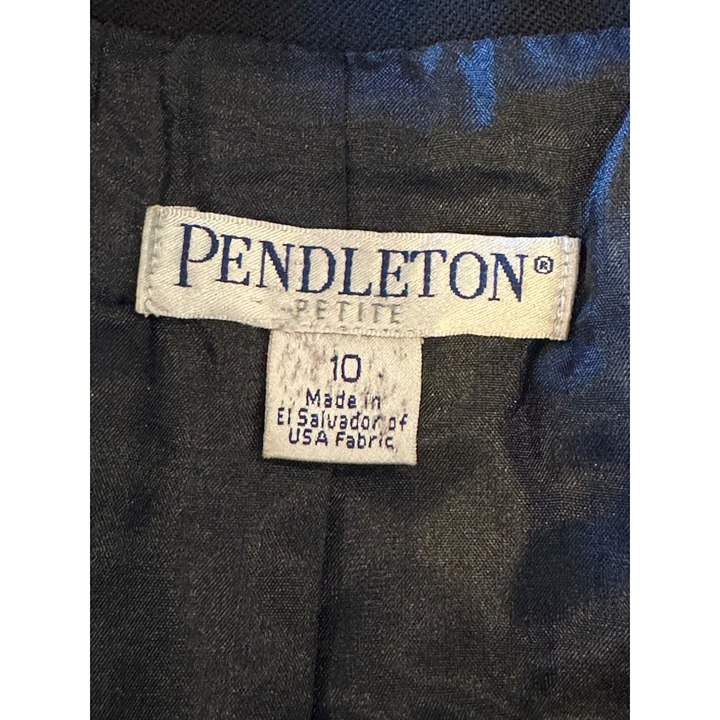 PENDLETON®
PETITE
10
Made in
El Salvador of
USA Fabric